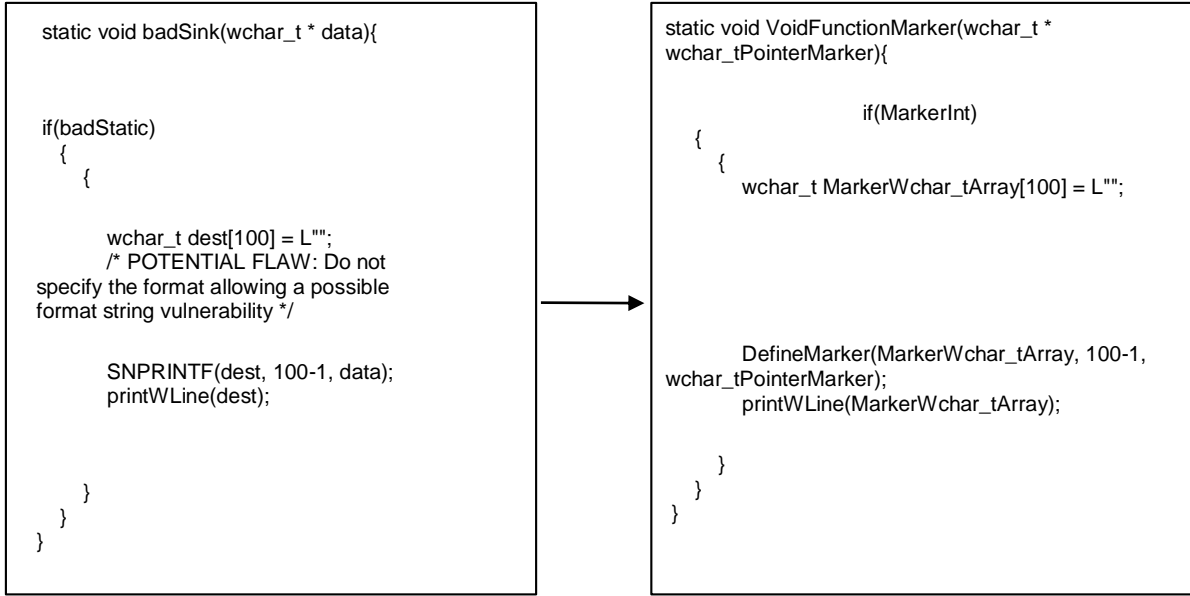 static void badSink(wchar_t * data){
if(badStatic)
{
{
wchar_t dest[100] = L"";
/* POTENTIAL FLAW: Do not
specify the format allowing a possible
format string vulnerability */
SNPRINTF(dest, 100-1, data);
printWLine(dest);
}
}
}
static void VoidFunctionMarker(wchar_t *
wchar_tPointerMarker){
if(MarkerInt)
{
{
wchar_t MarkerWchar_tArray[100] = L"";
DefineMarker(MarkerWchar_tArray, 100-1,
wchar_tPointerMarker);
printWLine(MarkerWchar_tArray);
}
}
}